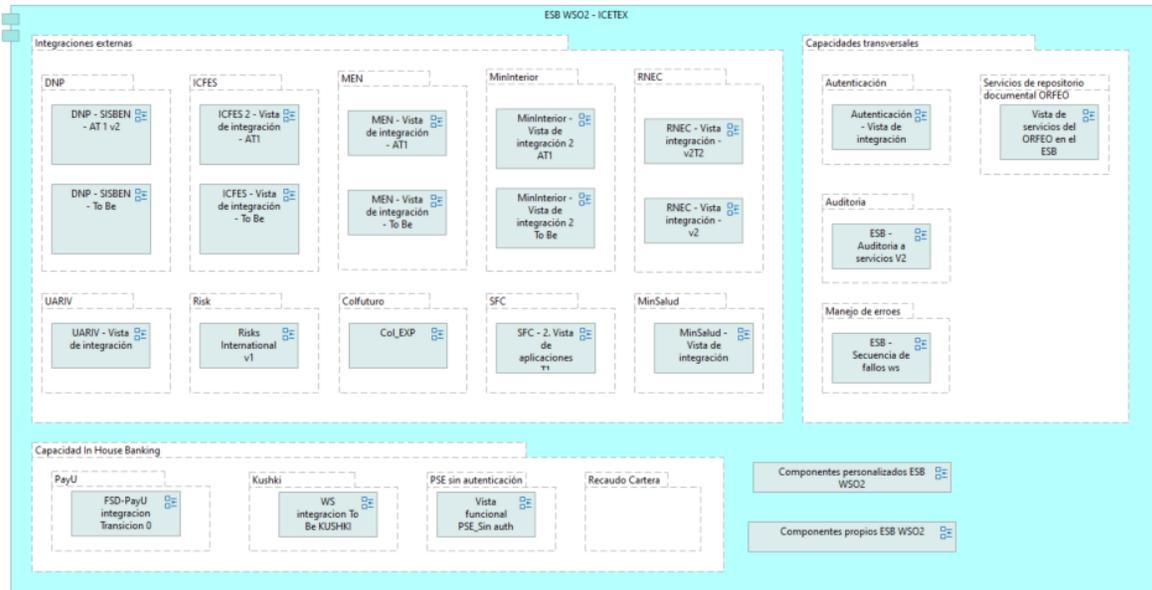 ESB WSO2 - ICETEX
Integraciones externas
DNP
DNP - SISBEN
- AT 1 v2
DNP - SISBEN
- To Be
ICFES
ICFES 2 - Vista
de integración
- AT1
ICFES - Vista
de integración
- To Be
MEN
MEN - Vista
de integración
- AT1
MEN - Vista
de integración
- To Be
MinInterior
MinInterior -
Vista de
integración 2
AT1
MinInterior -
Vista de
integración 2
To Be
RNEC
RNEC - Vista
integración -
v2T2
RNEC - Vista
integración -
v2
UARIV
UARIV - Vista
de integración
Risk
Risks
International
v1
Colfuturo
Col_EXP
SFC
SFC - 2. Vista
de
aplicaciones
T1
MinSalud
MinSalud -
Vista de
integración
Capacidades transversales
Autenticación
Autenticación
- Vista de
integración
Servicios de repositorio
documental ORFEO
Vista de
servicios del
ORFEO en el
ESB
Auditoria
ESB -
Auditoria a
servicios V2
Manejo de erroes
ESB -
Secuencia de
fallos ws
Capacidad In House Banking
PayU
FSD-PayU
integracion
Transicion 0
Kushki
WS
integracion To
Be KUSHKI
PSE sin autenticación
Vista
funcional
PSE_Sin auth
Recaudo Cartera
Componentes personalizados ESB
WSO2
Componentes propios ESB WSO2